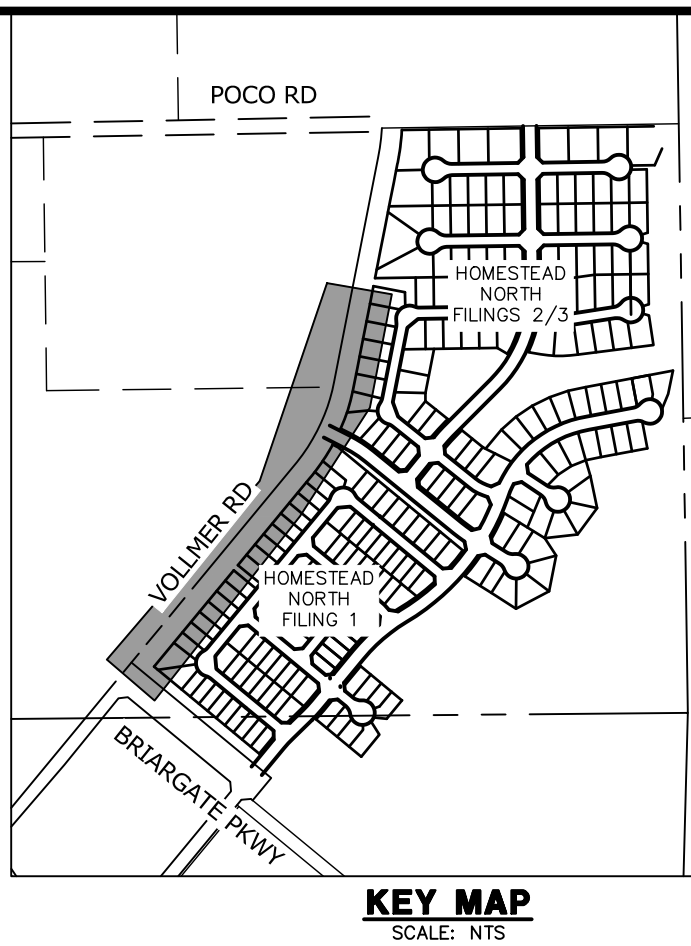 POCO RD
HOMESTEAD
NORTH
FILINGS 2/3
VOLLMER RD
HOMESTEAD
NORTH
FILING 1
BRIARGATE PKWY
KEY MAP
SCALE: NTS